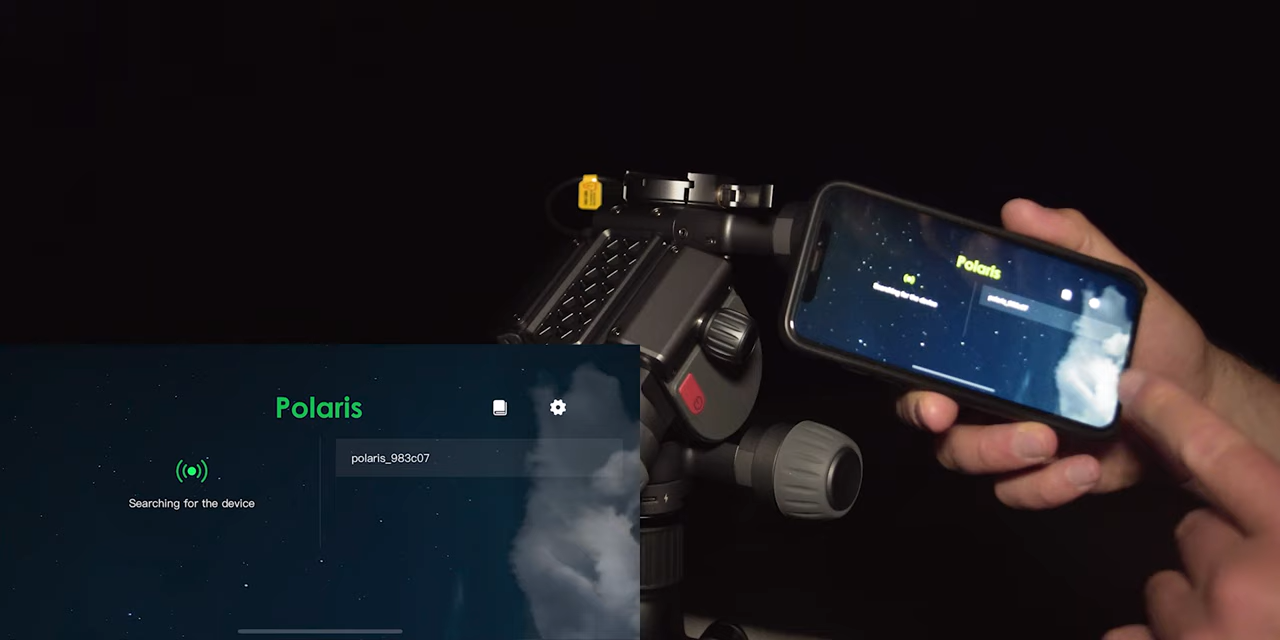 Polaris
polaris_983c07
Searching for the device
Polaris
Searching for the device